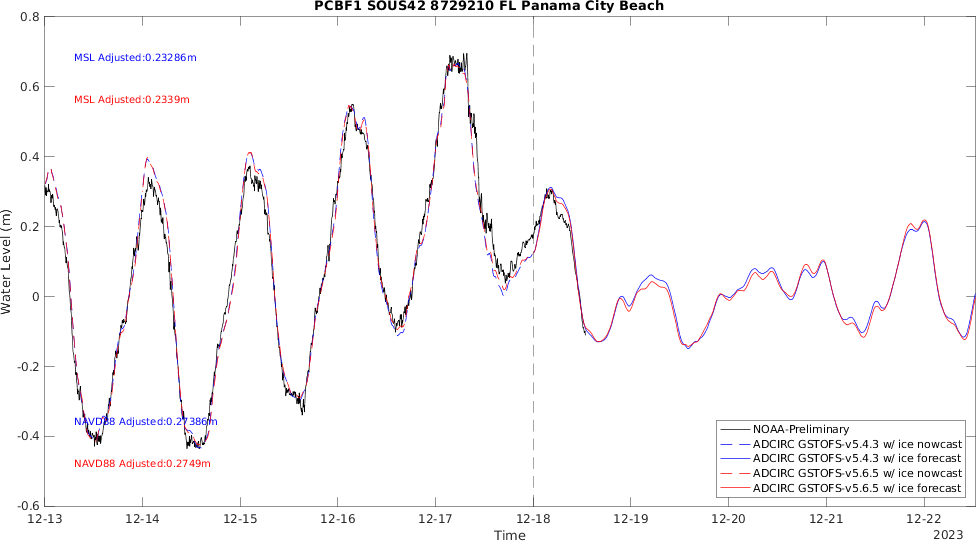 PCBF1 SOUS42 8729210 FL Panama City Beach
0.8
0.6
0.4
0.2
0
-0.2
-0.4
-0.6
Water Level (m)
MSL Adjusted:0.23286m
MSL Adjusted:0.2339m
NAVD88 Adjusted:0.27386m
NAVD88 Adjusted:0.2749m
NOAA-Preliminary
ADCIRC GSTOFS-v5.4.3 w/ ice nowcast
ADCIRC GSTOFS-v5.4.3 w/ ice forecast
ADCIRC GSTOFS-v5.6.5 w/ ice nowcast
ADCIRC GSTOFS-v5.6.5 w/ ice forecast
12-13 12-14 12-15 12-16 12-17 12-18 12-19 12-20 12-21 12-22
Time
2023